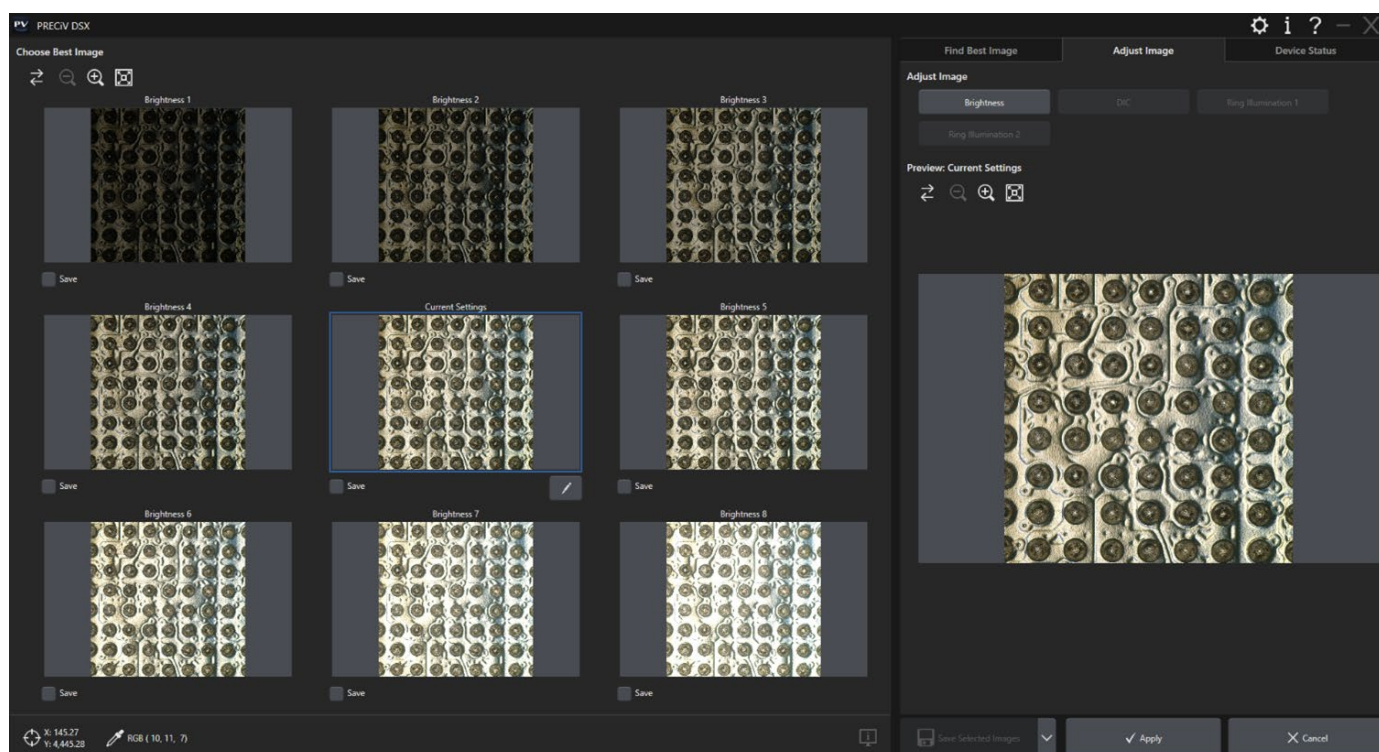 PV PRECiV DSX
Choose Best Image
Brightness 1
Brightness 2
Brightness 3
Save
Save
Save
Brightness 4
Current Settings
Brightness 5
Save
Save
Save
Brightness 6
Brightness 7
Brightness 8
Save
Save
Save
X: 145.27
Y: 4,445.28
RGB ( 10, 11, 7)
Find Best Image
Adjust Image
Device Status
Adjust Image
Brightness
DIC
Ring Illumination 1
Ring Illumination 2
Preview: Current Settings
Save Selected Images
Apply
Cancel